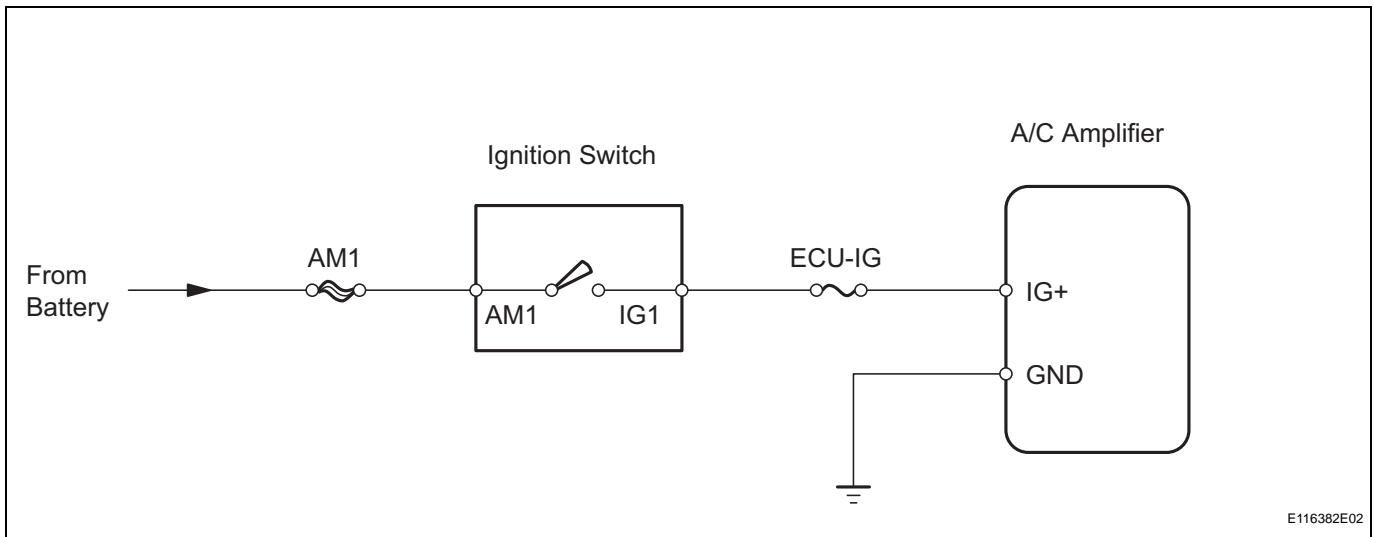 A/C Amplifier
Ignition Switch
From
Battery
AM1
AM1
IG1
ECU-IG
IG+
GND
E116382E02